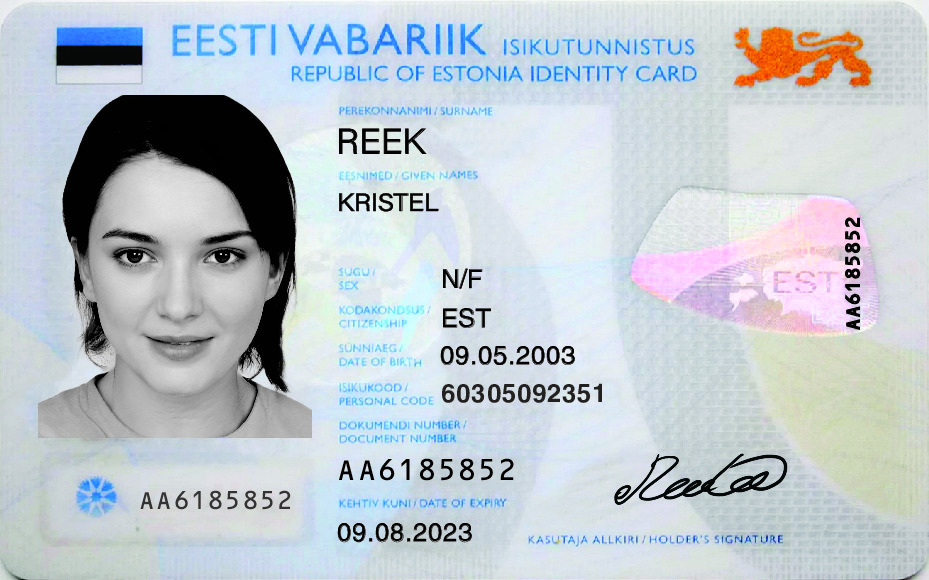 EESTI VABARIIK ISIKUTUNNISTUS
REPUBLIC OF ESTONIA IDENTITY CARD
PEREKONNANIMI / SURNAME
REEK
EESNIMED / GIVEN NAMES
KRISTEL
SUGU /
SEX
N/F
KODAKONDSUS /
CITIZENSHIP
EST
SÜNNIAEG /
DATE OF BIRTH
09.05.2003
ISIKUKOOD /
PERSONAL CODE
60305092351
DOKUMENDI NUMBER /
DOCUMENT NUMBER
AA6185852
KEHTIV KUNI / DATE OF EXPIRY
09.08.2023
AA6185852
EST
AA6185852
KASUTAJA ALLKIRI / HOLDER'S SIGNATURE